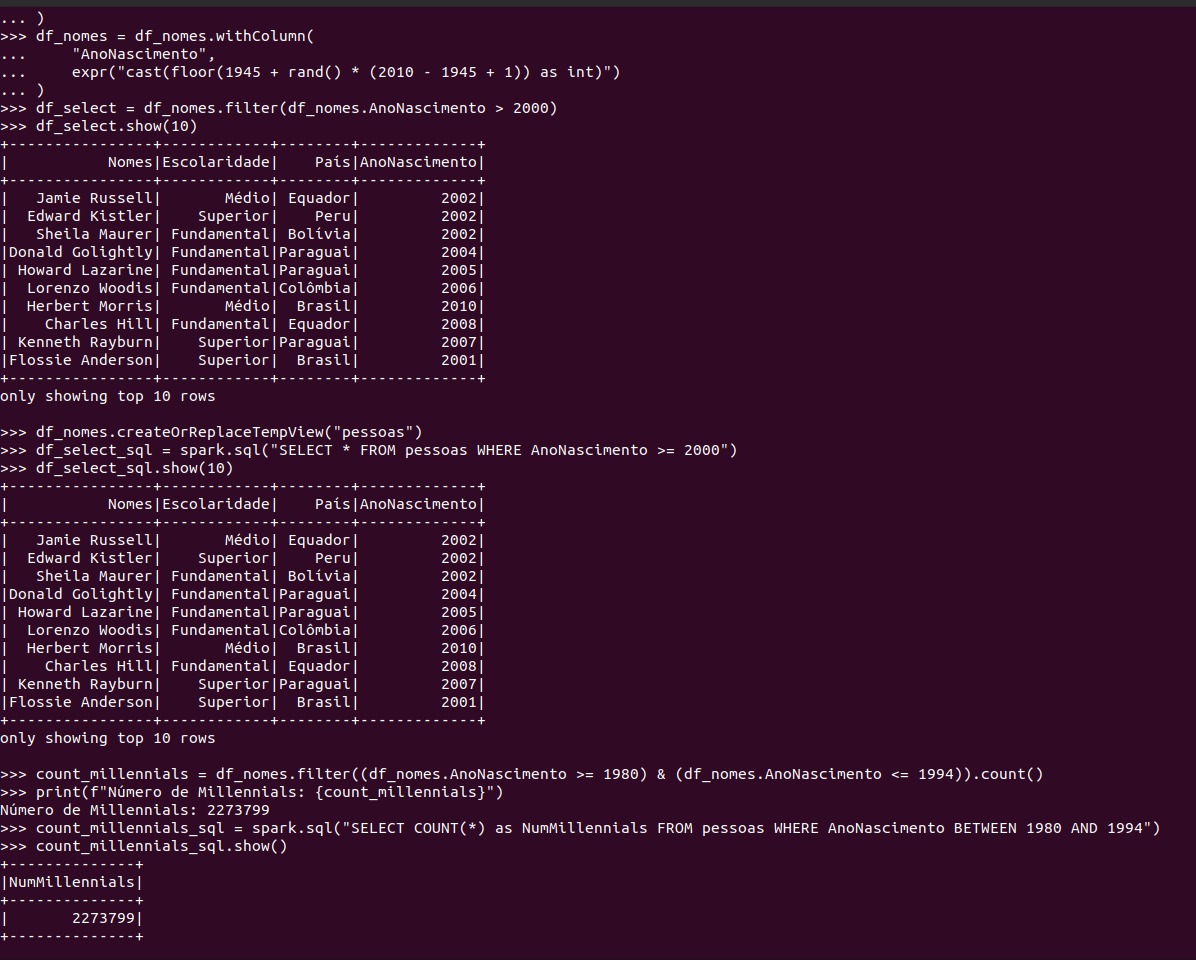 ... )
>>> df_nomes = df_nomes.withColumn(
...     "AnoNascimento",
...     expr("cast(floor(1945 + rand() * (2010 - 1945 + 1)) as int)")
... )
>>> df_select = df_nomes.filter(df_nomes.AnoNascimento > 2000)
>>> df_select.show(10)
+----------------+------------+--------+-------------+
|           Nomes|Escolaridade|    País|AnoNascimento|
+----------------+------------+--------+-------------+
|   Jamie Russell|       Médio| Equador|         2002|
|  Edward Kistler|    Superior|    Peru|         2002|
|   Sheila Maurer| Fundamental| Bolívia|         2002|
|Donald Golightly| Fundamental|Paraguai|         2004|
| Howard Lazarine| Fundamental|Paraguai|         2005|
|  Lorenzo Woodis| Fundamental|Colômbia|         2006|
|  Herbert Morris|       Médio|  Brasil|         2010|
|    Charles Hill| Fundamental| Equador|         2008|
| Kenneth Rayburn|    Superior|Paraguai|         2007|
|Flossie Anderson|    Superior|  Brasil|         2001|
+----------------+------------+--------+-------------+
only showing top 10 rows

>>> df_nomes.createOrReplaceTempView("pessoas")
>>> df_select_sql = spark.sql("SELECT * FROM pessoas WHERE AnoNascimento >= 2000")
>>> df_select_sql.show(10)
+----------------+------------+--------+-------------+
|           Nomes|Escolaridade|    País|AnoNascimento|
+----------------+------------+--------+-------------+
|   Jamie Russell|       Médio| Equador|         2002|
|  Edward Kistler|    Superior|    Peru|         2002|
|   Sheila Maurer| Fundamental| Bolívia|         2002|
|Donald Golightly| Fundamental|Paraguai|         2004|
| Howard Lazarine| Fundamental|Paraguai|         2005|
|  Lorenzo Woodis| Fundamental|Colômbia|         2006|
|  Herbert Morris|       Médio|  Brasil|         2010|
|    Charles Hill| Fundamental| Equador|         2008|
| Kenneth Rayburn|    Superior|Paraguai|         2007|
|Flossie Anderson|    Superior|  Brasil|         2001|
+----------------+------------+--------+-------------+
only showing top 10 rows

>>> count_millennials = df_nomes.filter((df_nomes.AnoNascimento >= 1980) & (df_nomes.AnoNascimento <= 1994)).count()
>>> print(f"Número de Millennials: {count_millennials}")
Número de Millennials: 2273799
>>> count_millennials_sql = spark.sql("SELECT COUNT(*) as NumMillennials FROM pessoas WHERE AnoNascimento BETWEEN 1980 AND 1994")
>>> count_millennials_sql.show()
+--------------+
|NumMillennials|
+--------------+
|       2273799|
+--------------+